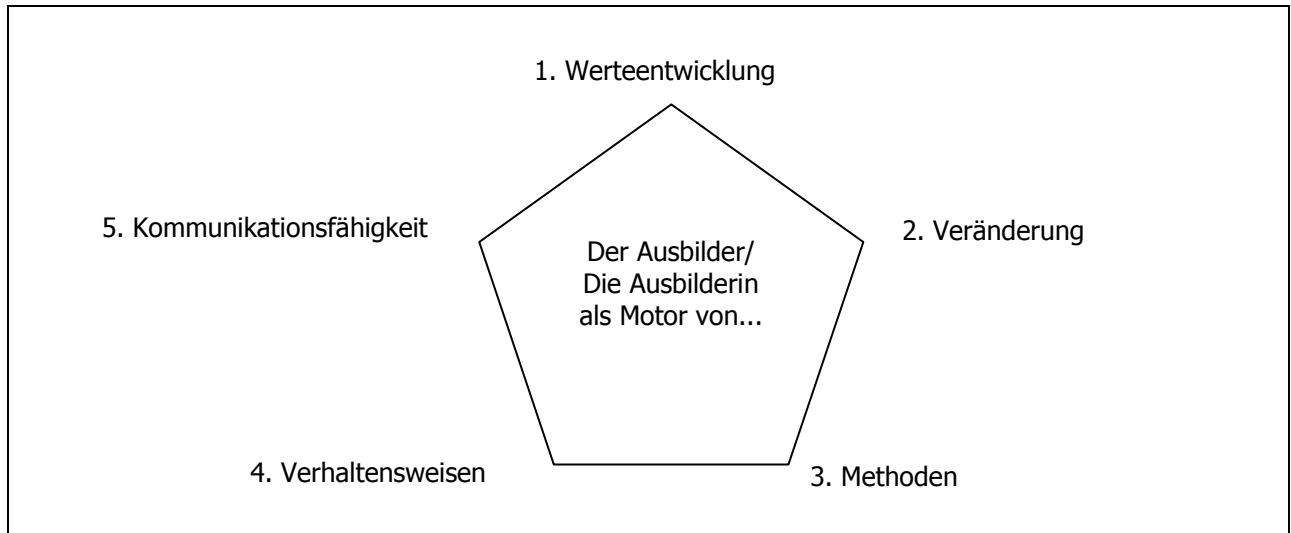 1. Werteentwicklung
5. Kommunikationsfähigkeit
2. Veränderung
Der Ausbilder/
Die Ausbilderin
als Motor von...
4. Verhaltensweisen
3. Methoden